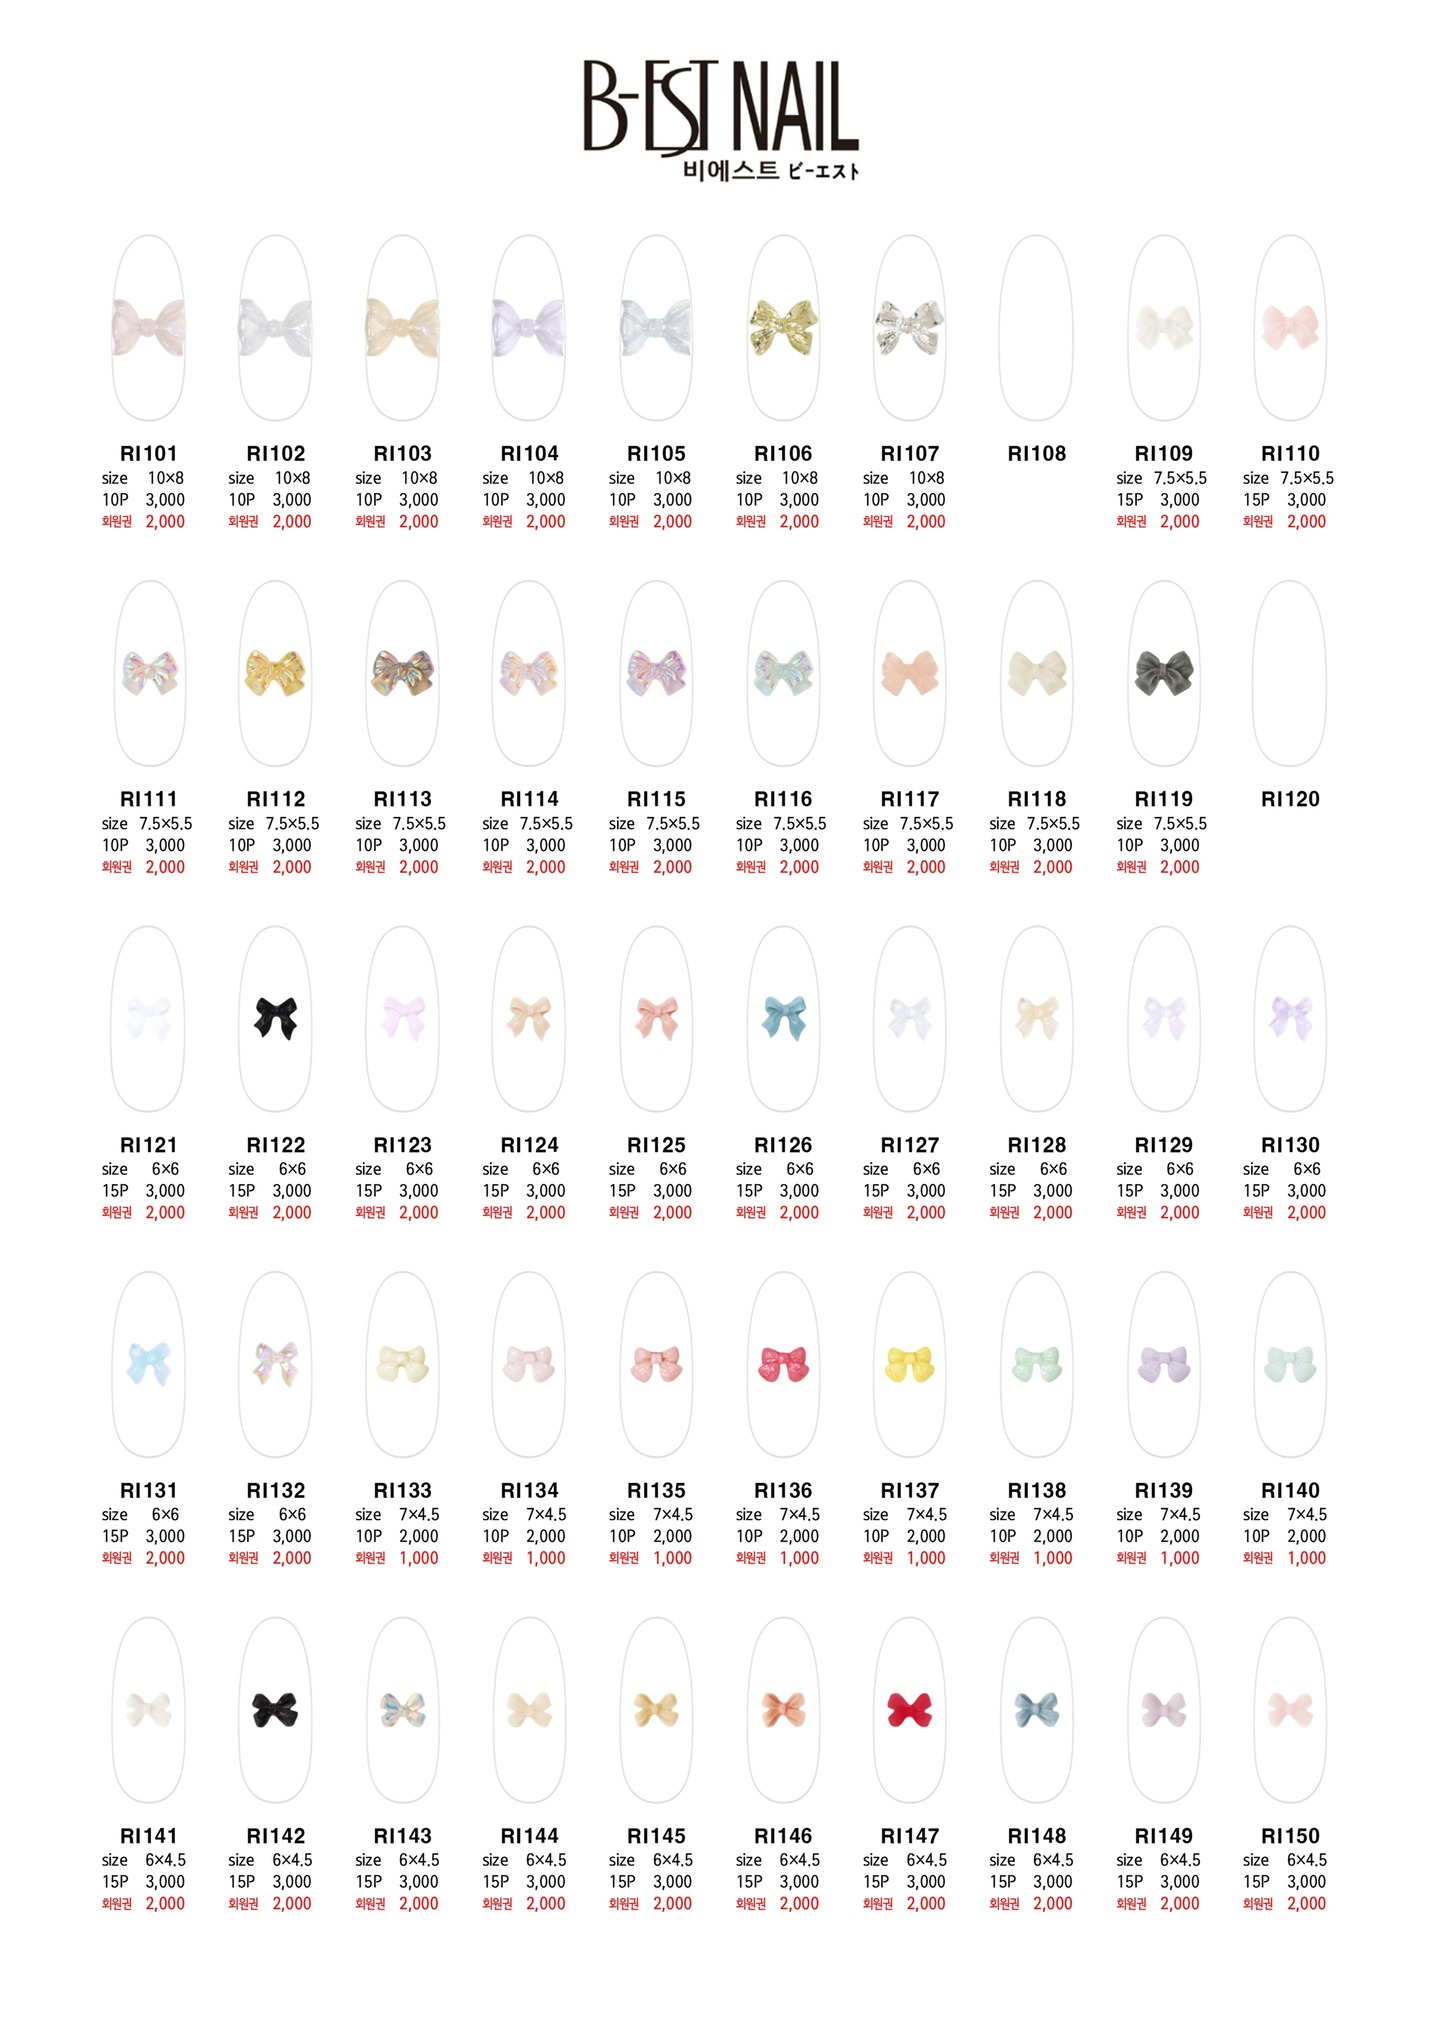 B-EST NAIL
비에스트 ビーエスト
RI101 RI102 RI103 RI104 RI105 RI106 RI107 RI108 RI109 RI110
size 10×8 size 10×8 size 10×8 size 10×8 size 10×8 size 10×8 size 10×8 size 7.5×5.5 size 7.5×5.5
10P 3,000 10P 3,000 10P 3,000 10P 3,000 10P 3,000 10P 3,000 10P 3,000 15P 3,000 15P 3,000
회원권 2,000 회원권 2,000 회원권 2,000 회원권 2,000 회원권 2,000 회원권 2,000 회원권 2,000 회원권 2,000 회원권 2,000
RI111 RI112 RI113 RI114 RI115 RI116 RI117 RI118 RI119 RI120
size 7.5×5.5 size 7.5×5.5 size 7.5×5.5 size 7.5×5.5 size 7.5×5.5 size 7.5×5.5 size 7.5×5.5 size 7.5×5.5 size 7.5×5.5
10P 3,000 10P 3,000 10P 3,000 10P 3,000 10P 3,000 10P 3,000 10P 3,000 10P 3,000 10P 3,000
회원권 2,000 회원권 2,000 회원권 2,000 회원권 2,000 회원권 2,000 회원권 2,000 회원권 2,000 회원권 2,000 회원권 2,000
RI121 RI122 RI123 RI124 RI125 RI126 RI127 RI128 RI129 RI130
size 6×6 size 6×6 size 6×6 size 6×6 size 6×6 size 6×6 size 6×6 size 6×6 size 6×6 size 6×6
15P 3,000 15P 3,000 15P 3,000 15P 3,000 15P 3,000 15P 3,000 15P 3,000 15P 3,000 15P 3,000 15P 3,000
회원권 2,000 회원권 2,000 회원권 2,000 회원권 2,000 회원권 2,000 회원권 2,000 회원권 2,000 회원권 2,000 회원권 2,000 회원권 2,000
RI131 RI132 RI133 RI134 RI135 RI136 RI137 RI138 RI139 RI140
size 6×6 size 6×6 size 7×4.5 size 7×4.5 size 7×4.5 size 7×4.5 size 7×4.5 size 7×4.5 size 7×4.5 size 7×4.5
15P 3,000 15P 3,000 10P 2,000 10P 2,000 10P 2,000 10P 2,000 10P 2,000 10P 2,000 10P 2,000 10P 2,000
회원권 2,000 회원권 2,000 회원권 1,000 회원권 1,000 회원권 1,000 회원권 1,000 회원권 1,000 회원권 1,000 회원권 1,000 회원권 1,000
RI141 RI142 RI143 RI144 RI145 RI146 RI147 RI148 RI149 RI150
size 6×4.5 size 6×4.5 size 6×4.5 size 6×4.5 size 6×4.5 size 6×4.5 size 6×4.5 size 6×4.5 size 6×4.5 size 6×4.5
15P 3,000 15P 3,000 15P 3,000 15P 3,000 15P 3,000 15P 3,000 15P 3,000 15P 3,000 15P 3,000 15P 3,000
회원권 2,000 회원권 2,000 회원권 2,000 회원권 2,000 회원권 2,000 회원권 2,000 회원권 2,000 회원권 2,000 회원권 2,000 회원권 2,000